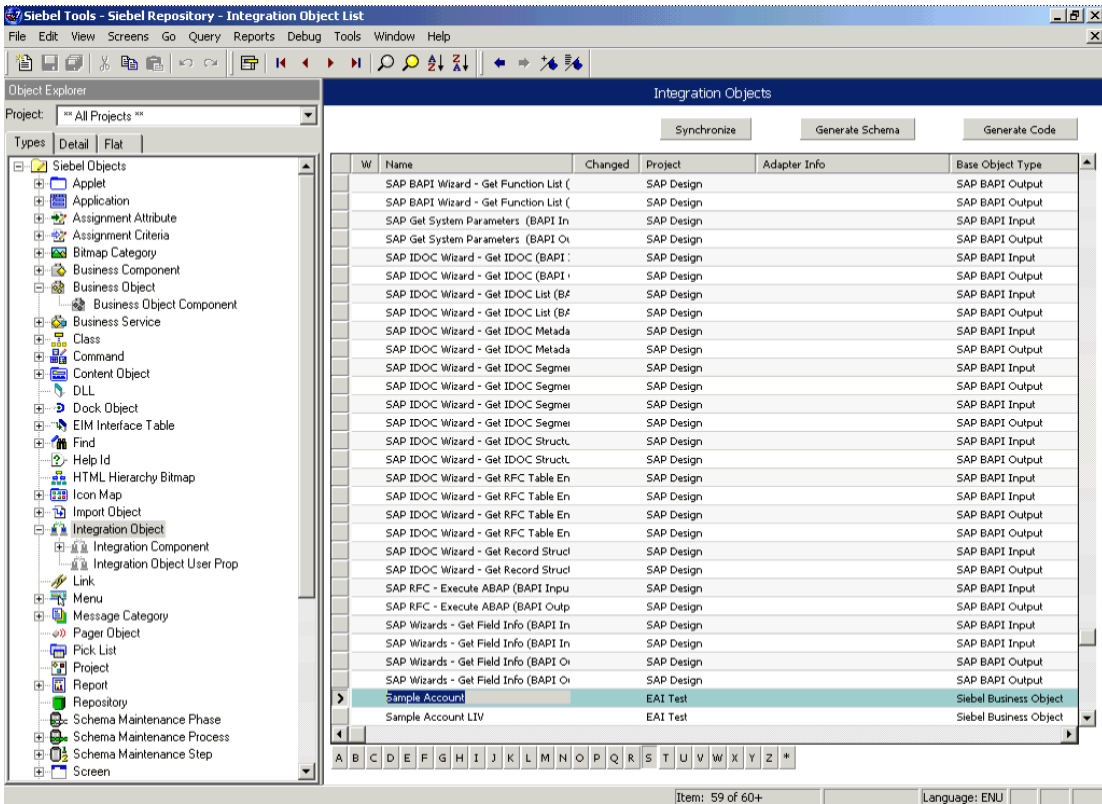 Siebel Tools - Siebel Repository - Integration Object List
File Edit View Screens Go Query Reports Debug Tools Window Help
Object Explorer
Project: ** All Projects **
Types Detail Flat
Siebel Objects
Applet
Application
Assignment Attribute
Assignment Criteria
Bitmap Category
Business Component
Business Object
Business Object Component
Business Service
Class
Command
Content Object
DLL
Dock Object
EIM Interface Table
Find
Help Id
HTML Hierarchy Bitmap
Icon Map
Import Object
Integration Object
Integration Component
Integration Object User Prop
Link
Menu
Message Category
Pager Object
Pick List
Project
Report
Repository
Schema Maintenance Phase
Schema Maintenance Process
Schema Maintenance Step
Screen
Integration Objects
Synchronize Generate Schema Generate Code
W Name Changed Project Adapter Info Base Object Type
SAP BAPI Wizard - Get Function List ( SAP Design SAP BAPI Output
SAP BAPI Wizard - Get Function List ( SAP Design SAP BAPI Output
SAP Get System Parameters (BAPI In SAP Design SAP BAPI Input
SAP Get System Parameters (BAPI Ou SAP Design SAP BAPI Output
SAP IDOC Wizard - Get IDOC (BAPI SAP Design SAP BAPI Input
SAP IDOC Wizard - Get IDOC (BAPI SAP Design SAP BAPI Output
SAP IDOC Wizard - Get IDOC List (BA SAP Design SAP BAPI Input
SAP IDOC Wizard - Get IDOC List (BA SAP Design SAP BAPI Output
SAP IDOC Wizard - Get IDOC Metada SAP Design SAP BAPI Input
SAP IDOC Wizard - Get IDOC Metada SAP Design SAP BAPI Output
SAP IDOC Wizard - Get IDOC Segmer SAP Design SAP BAPI Input
SAP IDOC Wizard - Get IDOC Segmer SAP Design SAP BAPI Output
SAP IDOC Wizard - Get IDOC Segmer SAP Design SAP BAPI Input
SAP IDOC Wizard - Get IDOC Segmer SAP Design SAP BAPI Output
SAP IDOC Wizard - Get IDOC Structu SAP Design SAP BAPI Input
SAP IDOC Wizard - Get IDOC Structu SAP Design SAP BAPI Output
SAP IDOC Wizard - Get RFC Table En SAP Design SAP BAPI Input
SAP IDOC Wizard - Get RFC Table En SAP Design SAP BAPI Input
SAP IDOC Wizard - Get RFC Table En SAP Design SAP BAPI Output
SAP IDOC Wizard - Get RFC Table En SAP Design SAP BAPI Output
SAP IDOC Wizard - Get Record Struct SAP Design SAP BAPI Input
SAP IDOC Wizard - Get Record Struct SAP Design SAP BAPI Output
SAP RFC - Execute ABAP (BAPI Inpu SAP Design SAP BAPI Input
SAP RFC - Execute ABAP (BAPI Outp SAP Design SAP BAPI Output
SAP Wizards - Get Field Info (BAPI In SAP Design SAP BAPI Input
SAP Wizards - Get Field Info (BAPI In SAP Design SAP BAPI Input
SAP Wizards - Get Field Info (BAPI Ou SAP Design SAP BAPI Output
SAP Wizards - Get Field Info (BAPI Ou SAP Design SAP BAPI Output
Sample Account EAI Test Siebel Business Object
Sample Account LIV EAI Test Siebel Business Object
A B C D E F G H I J K L M N O P Q R S T U V W X Y Z *
Item: 59 of 60+ Language: ENU